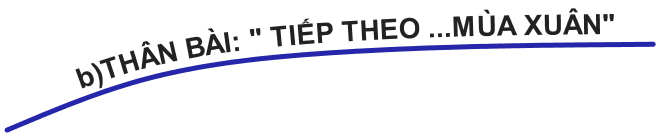 b)THÂN BÀI: " TIẾP THEO ...MÙA XUÂN"